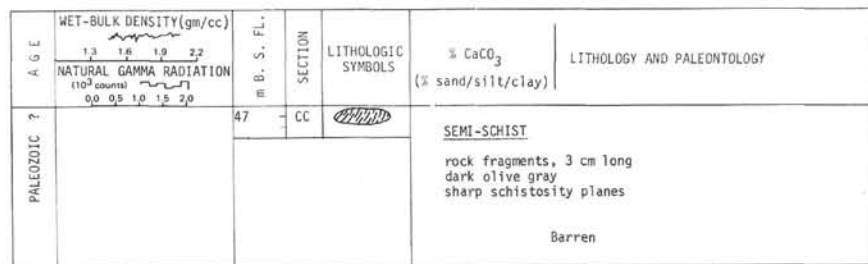 AGE
WET-BULK DENSITY(gm/cc)
1.3 1.6 1.9 2.2
NATURAL GAMMA RADIATION
(10³ counts)
0.0 0.5 1.0 1.5 2.0
m B. S. FL.
SECTION
LITHOLOGIC
SYMBOLS
% CaCO₃
(% sand/silt/clay)
LITHOLOGY AND PALEONTOLOGY
PALEOZOIC ?
47
CC
SEMI-SCHIST
rock fragments, 3 cm long
dark olive gray
sharp schistosity planes
Barren